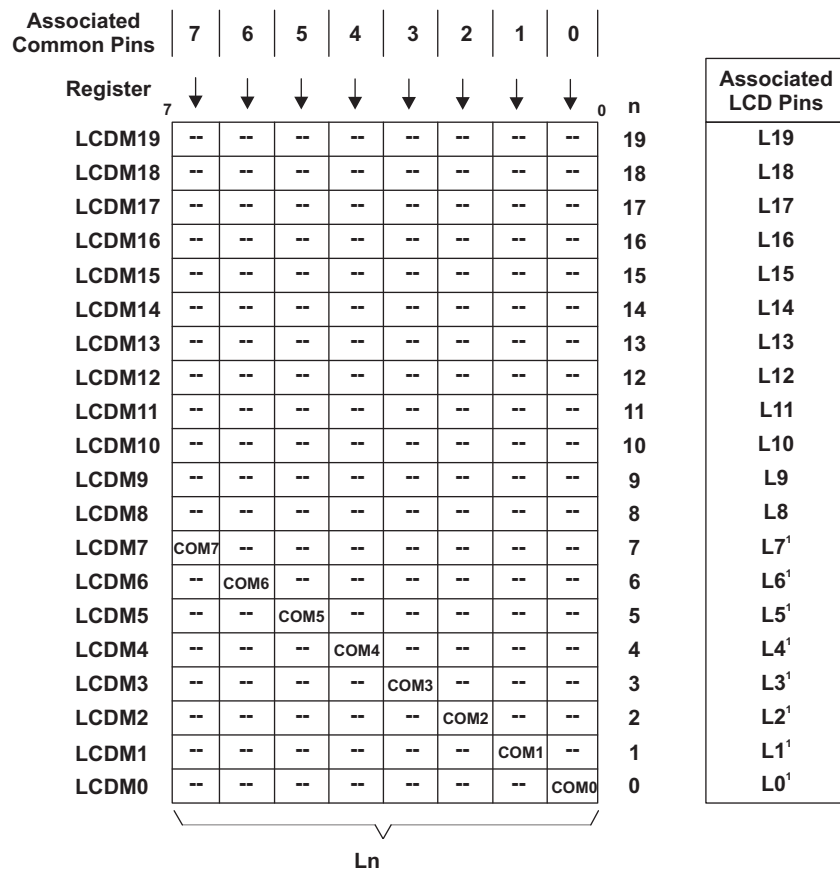 Associated Common Pins 7 6 5 4 3 2 1 0
Register 7 0 n Associated LCD Pins
LCDM19 -- -- -- -- -- -- -- -- 19 L19
LCDM18 -- -- -- -- -- -- -- -- 18 L18
LCDM17 -- -- -- -- -- -- -- -- 17 L17
LCDM16 -- -- -- -- -- -- -- -- 16 L16
LCDM15 -- -- -- -- -- -- -- -- 15 L15
LCDM14 -- -- -- -- -- -- -- -- 14 L14
LCDM13 -- -- -- -- -- -- -- -- 13 L13
LCDM12 -- -- -- -- -- -- -- -- 12 L12
LCDM11 -- -- -- -- -- -- -- -- 11 L11
LCDM10 -- -- -- -- -- -- -- -- 10 L10
LCDM9 -- -- -- -- -- -- -- -- 9 L9
LCDM8 -- -- -- -- -- -- -- -- 8 L8
LCDM7 COM7 -- -- -- -- -- -- -- 7 L7¹
LCDM6 -- COM6 -- -- -- -- -- -- 6 L6¹
LCDM5 -- -- COM5 -- -- -- -- -- 5 L5¹
LCDM4 -- -- -- COM4 -- -- -- -- 4 L4¹
LCDM3 -- -- -- -- COM3 -- -- -- 3 L3¹
LCDM2 -- -- -- -- -- COM2 -- -- 2 L2¹
LCDM1 -- -- -- -- -- -- COM1 -- 1 L1¹
LCDM0 -- -- -- -- -- -- -- COM0 0 L0¹
Ln